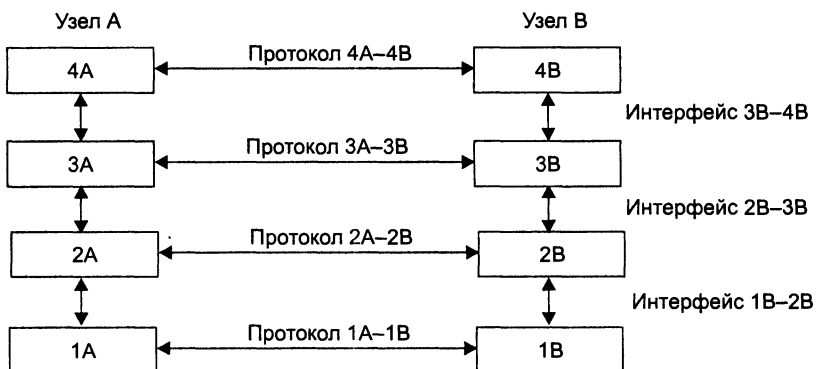 Узел А
Узел В
Протокол 4А–4В
4А
4В
Интерфейс 3В–4В
Протокол 3А–3В
3А
3В
Интерфейс 2В–3В
Протокол 2А–2В
2А
2В
Интерфейс 1В–2В
Протокол 1А–1В
1А
1В